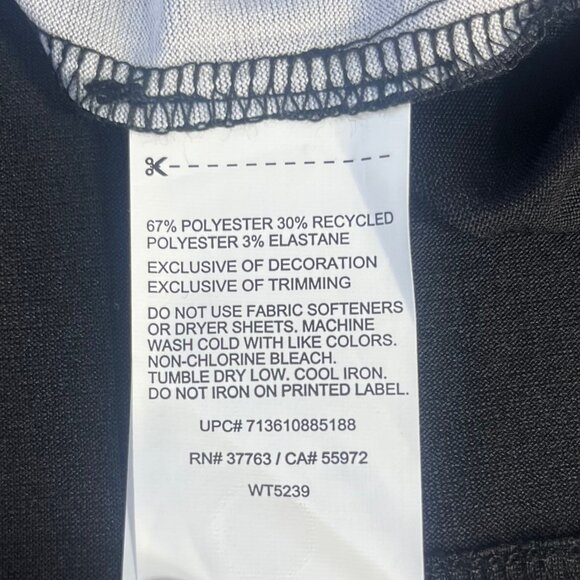 67% POLYESTER 30% RECYCLED
POLYESTER 3% ELASTANE
EXCLUSIVE OF DECORATION
EXCLUSIVE OF TRIMMING
DO NOT USE FABRIC SOFTENERS
OR DRYER SHEETS. MACHINE
WASH COLD WITH LIKE COLORS.
NON-CHLORINE BLEACH.
TUMBLE DRY LOW. COOL IRON.
DO NOT IRON ON PRINTED LABEL.
UPC# 713610885188
RN# 37763 / CA# 55972
WT5239